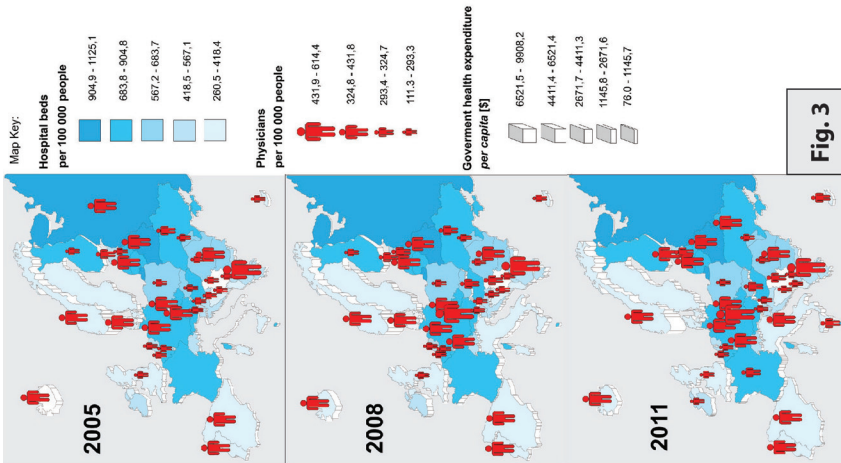 Map Key:
Hospital beds
per 100 000 people
904,9 - 1125,1
683,8 - 904,8
567,2 - 683,7
418,5 - 567,1
260,5 - 418,4
Physicians
per 100 000 people
431,9 - 614,4
324,8 - 431,8
293,4 - 324,7
111.3 - 293,3
Goverment health expenditure
per capita [$]
6521,5 - 9908,2
4411,4 - 6521,4
2671,7 - 4411,3
1145,8 - 2671,6
76.0 - 1145,7
Fig. 3
2005
2008
2011